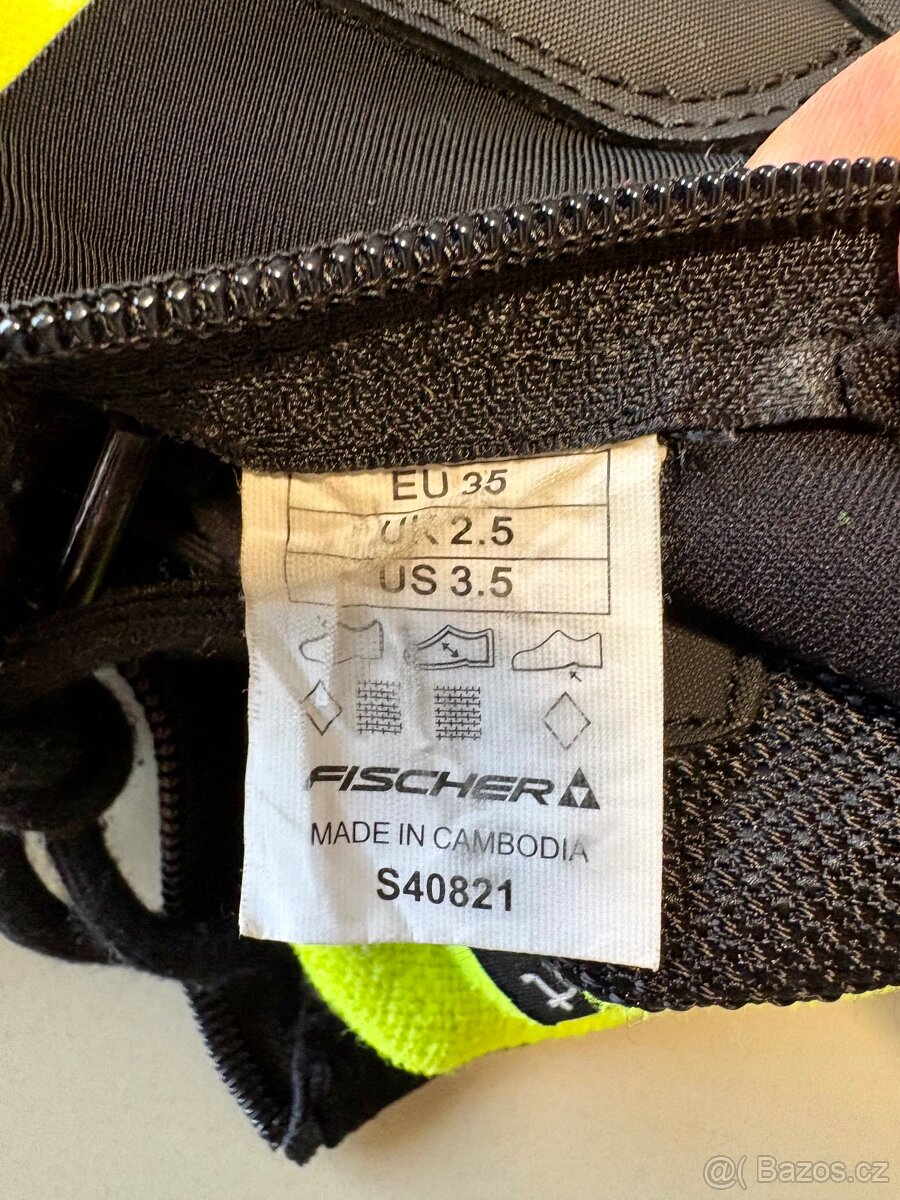 EU 35
UK 2.5
US 3.5
FISCHER
MADE IN CAMBODIA
S40821
@( Bazos.cz